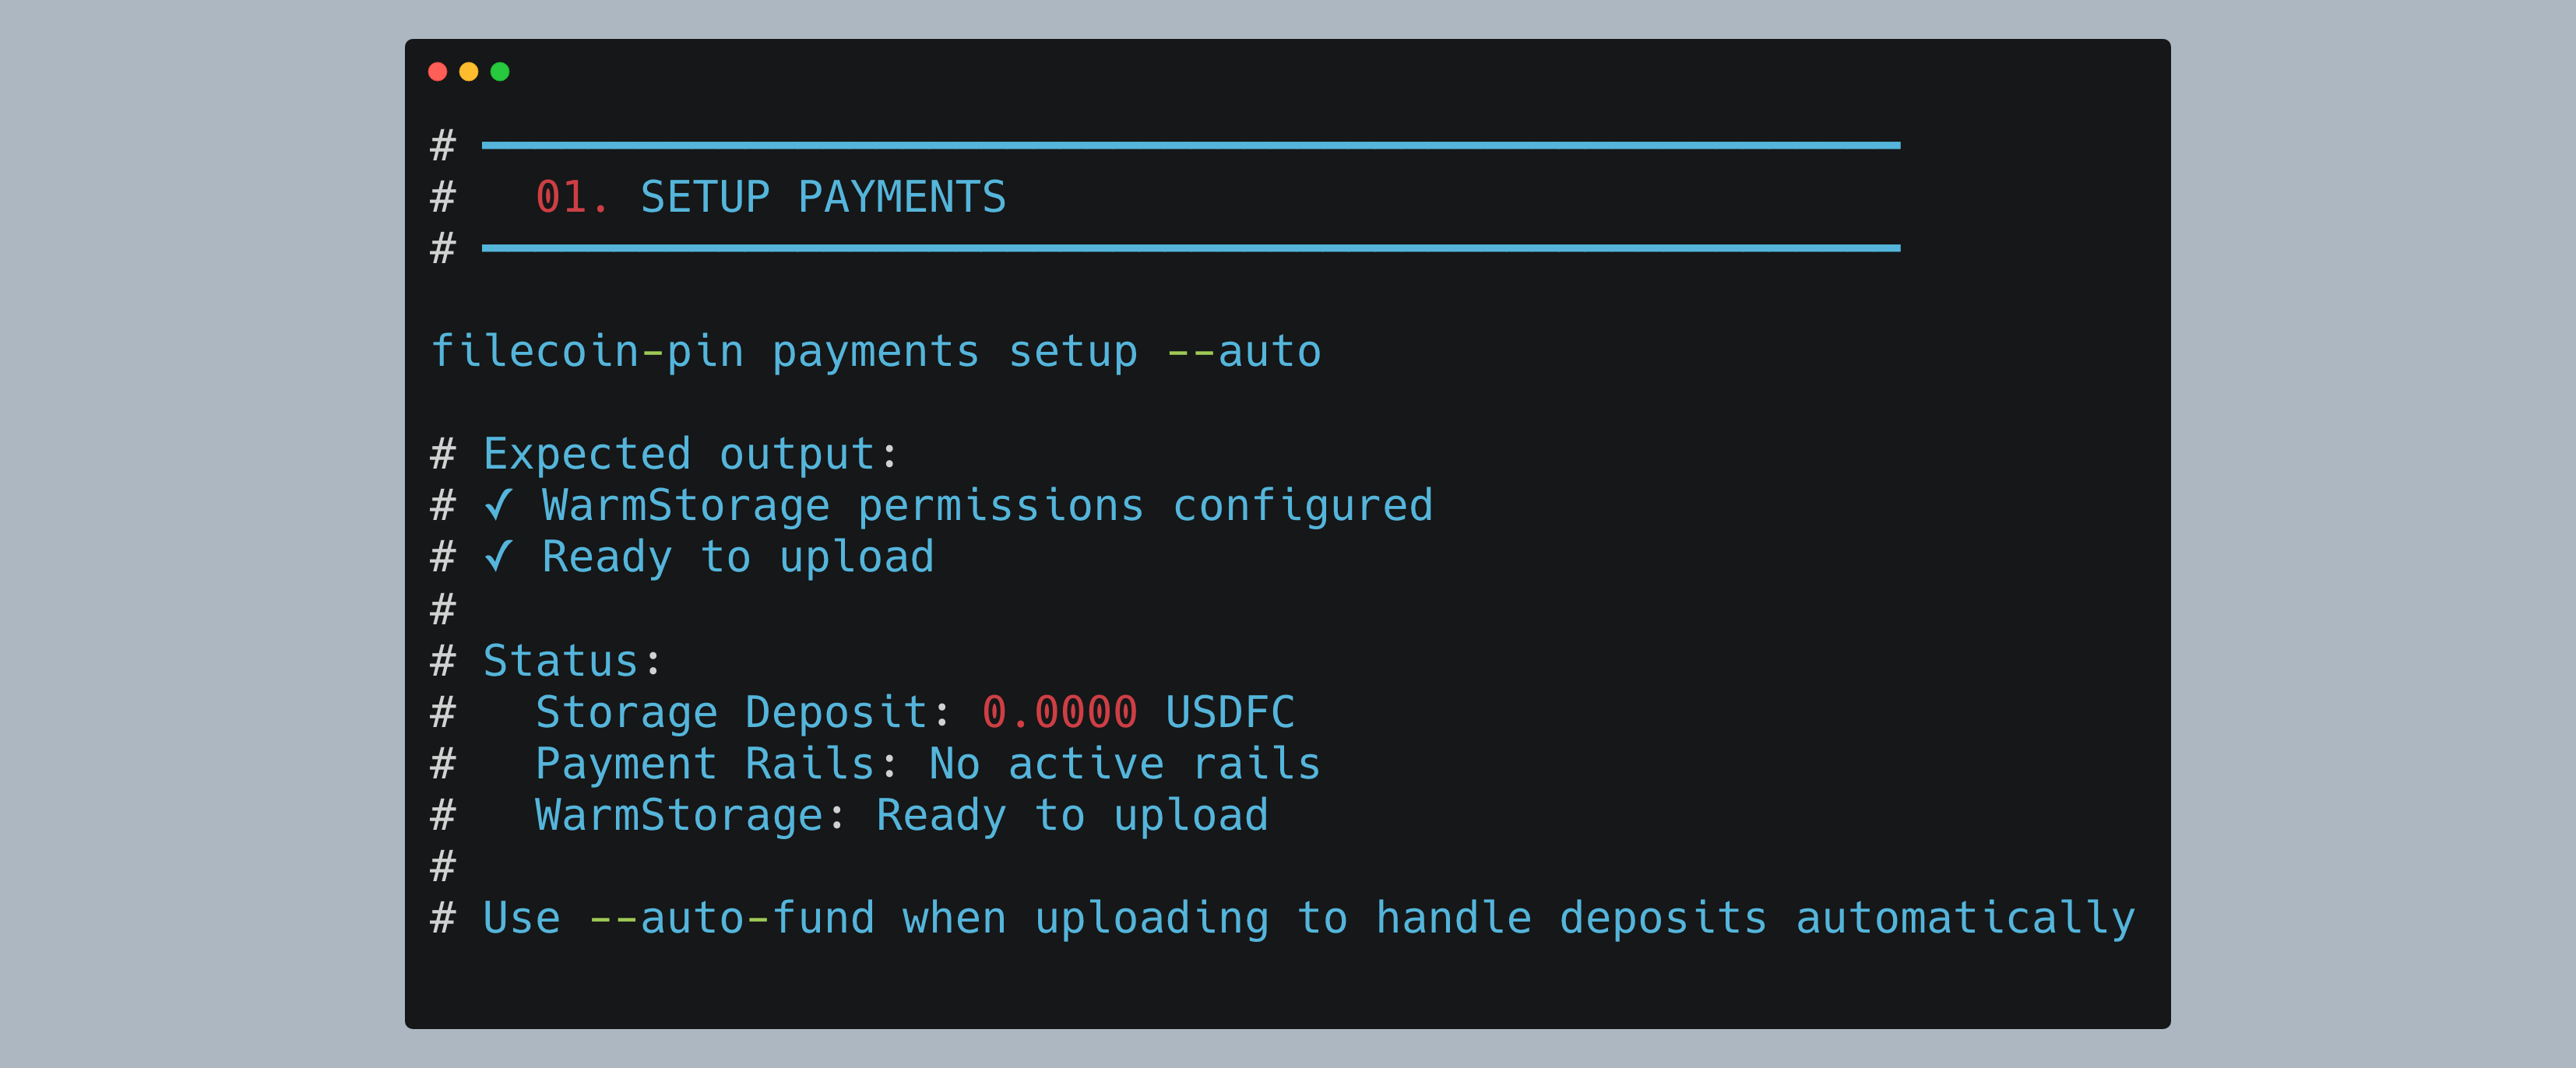 # ━━━━━━━━━━━━━━━━━━━━━━━━━━━━━━━━━━━━━━━━━━━━━━━━━━━━━━
#   01. SETUP PAYMENTS
# ━━━━━━━━━━━━━━━━━━━━━━━━━━━━━━━━━━━━━━━━━━━━━━━━━━━━━━
filecoin-pin payments setup --auto
# Expected output:
# ✓ WarmStorage permissions configured
# ✓ Ready to upload
#
# Status:
#   Storage Deposit: 0.0000 USDFC
#   Payment Rails: No active rails
#   WarmStorage: Ready to upload
#
# Use --auto-fund when uploading to handle deposits automatically